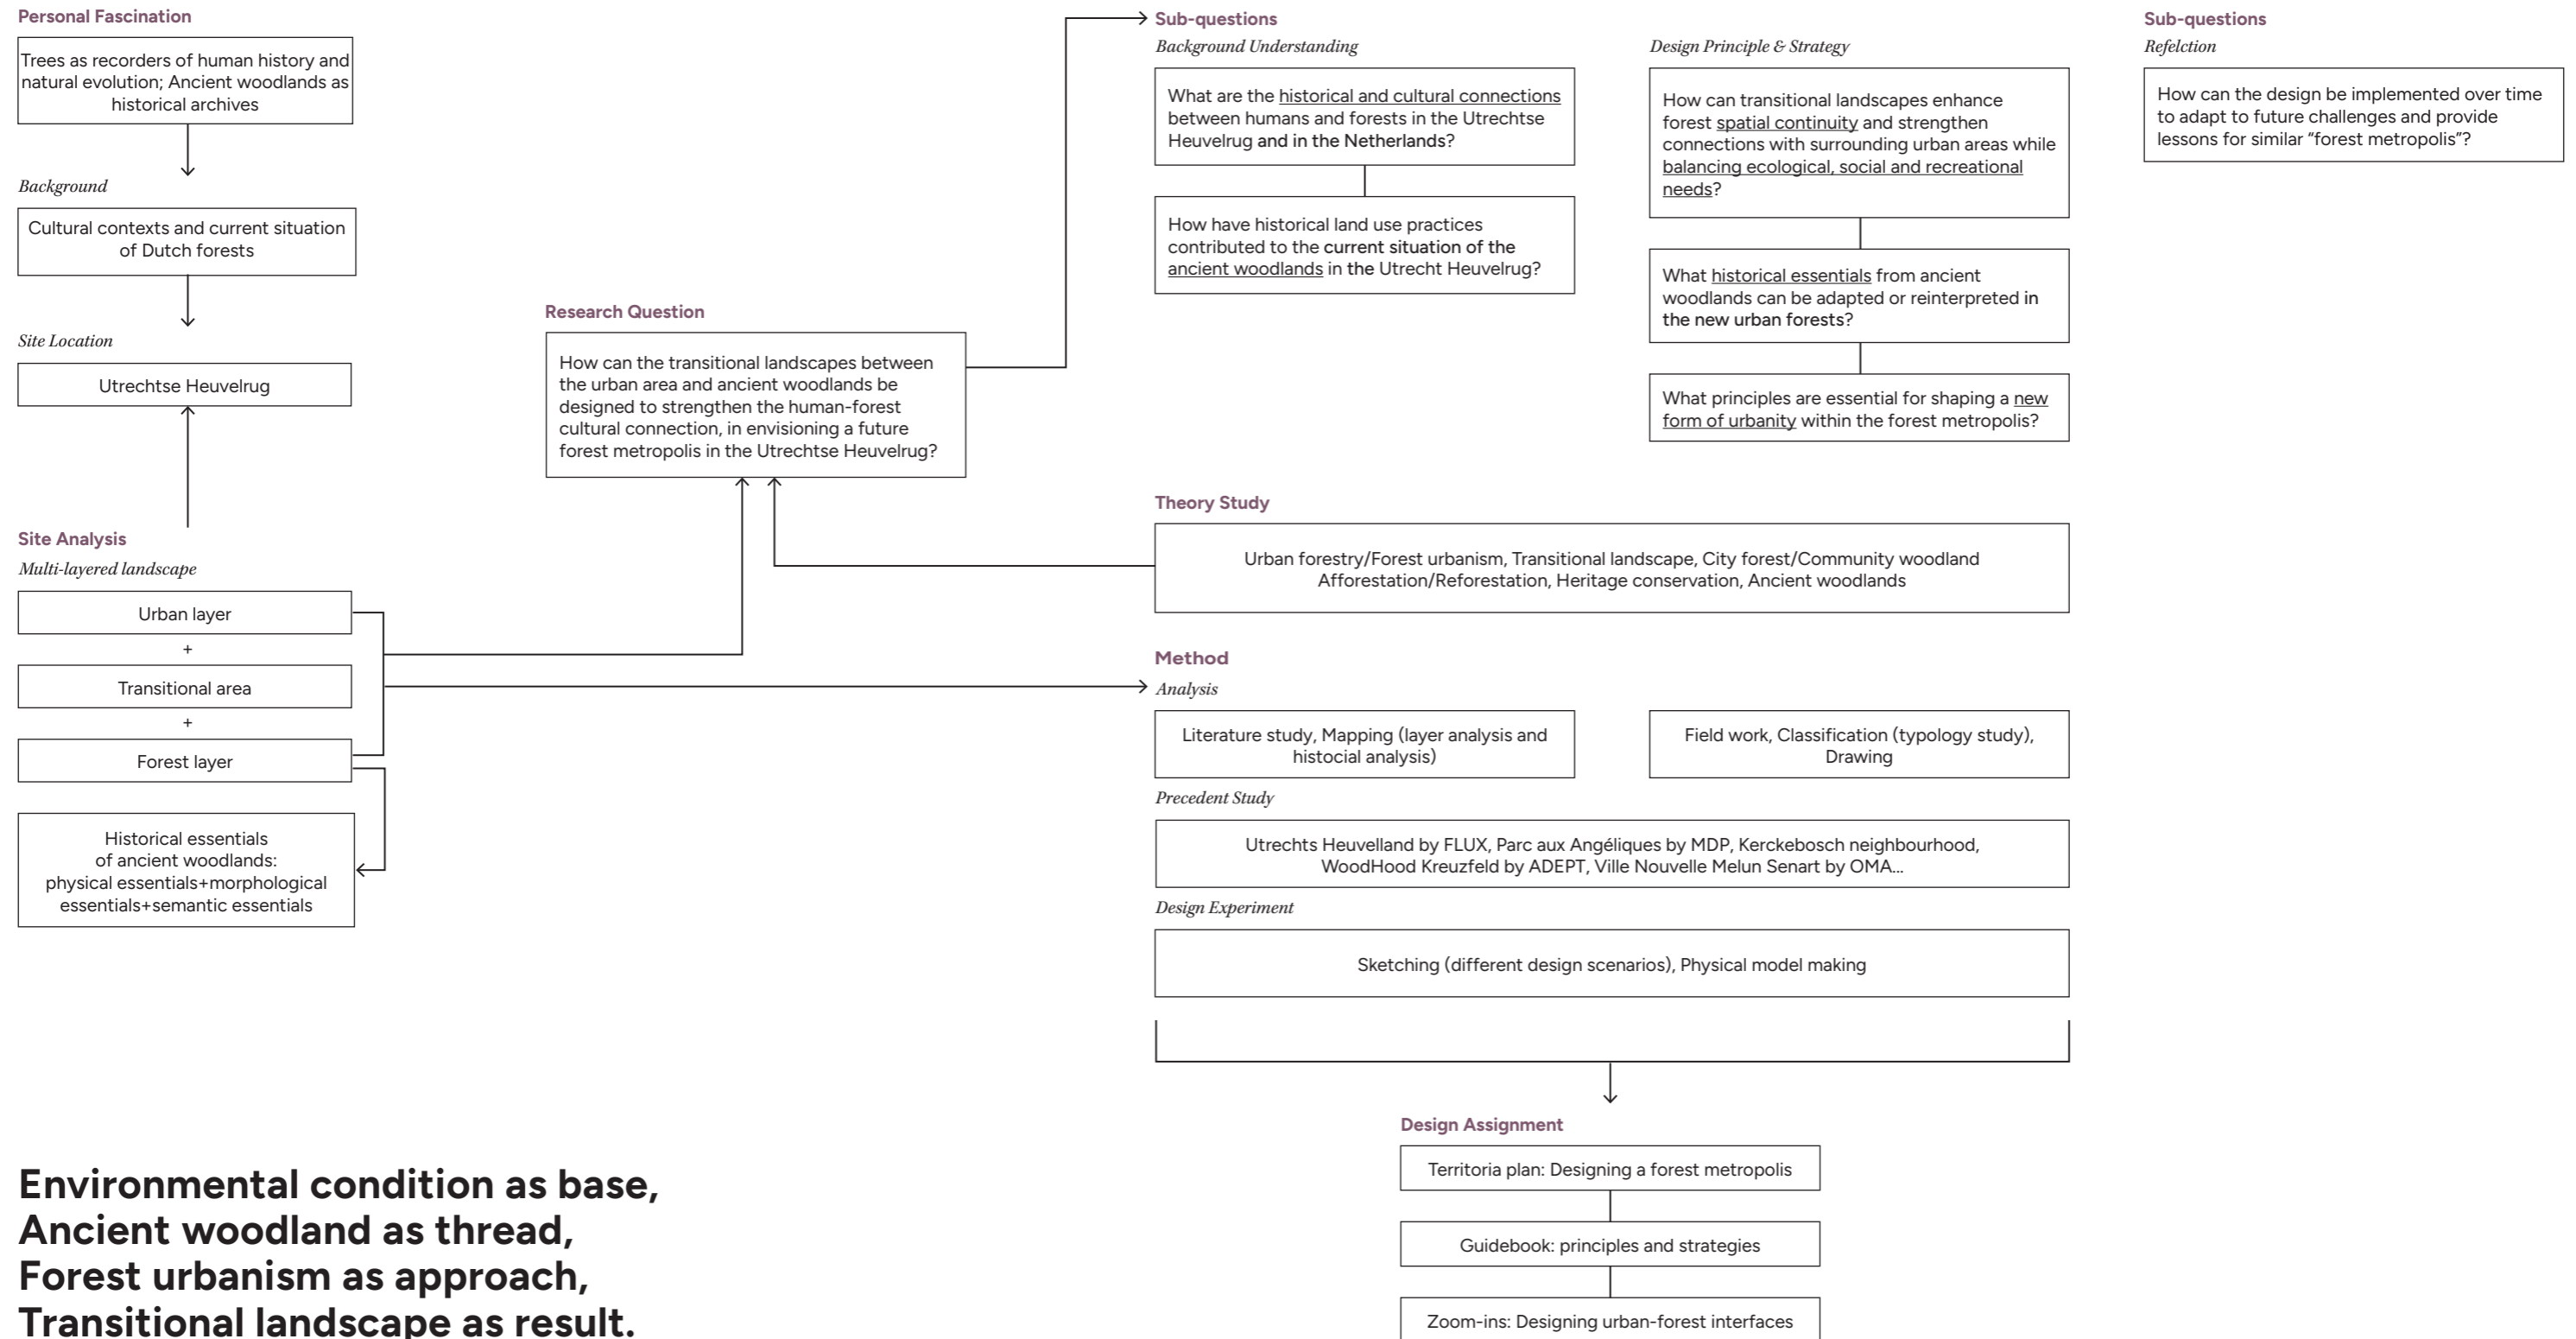 Personal Fascination
Trees as recorders of human history and
natural evolution; Ancient woodlands as
historical archives
Background
Cultural contexts and current situation
of Dutch forests
Site Location
Utrechtse Heuvelrug
Site Analysis
Multi-layered landscape
Urban layer
+
Transitional area
+
Forest layer
Historical essentials
of ancient woodlands:
physical essentials+morphological
essentials+semantic essentials
Environmental condition as base,
Ancient woodland as thread,
Forest urbanism as approach,
Transitional landscape as result.
Research Question
How can the transitional landscapes between
the urban area and ancient woodlands be
designed to strengthen the human-forest
cultural connection, in envisioning a future
forest metropolis in the Utrechtse Heuvelrug?
Sub-questions
Background Understanding
What are the historical and cultural connections
between humans and forests in the Utrechtse
Heuvelrug and in the Netherlands?
How have historical land use practices
contributed to the current situation of the
ancient woodlands in the Utrecht Heuvelrug?
Design Principle & Strategy
How can transitional landscapes enhance
forest spatial continuity and strengthen
connections with surrounding urban areas while
balancing ecological, social and recreational
needs?
What historical essentials from ancient
woodlands can be adapted or reinterpreted in
the new urban forests?
What principles are essential for shaping a new
form of urbanity within the forest metropolis?
Sub-questions
Refelction
How can the design be implemented over time
to adapt to future challenges and provide
lessons for similar “forest metropolis”?
Theory Study
Urban forestry/Forest urbanism, Transitional landscape, City forest/Community woodland
Afforestation/Reforestation, Heritage conservation, Ancient woodlands
Method
Analysis
Literature study, Mapping (layer analysis and
histocial analysis)
Field work, Classification (typology study),
Drawing
Precedent Study
Utrechts Heuvelland by FLUX, Parc aux Angéliques by MDP, Kerckebosch neighbourhood,
WoodHood Kreuzfeld by ADEPT, Ville Nouvelle Melun Senart by OMA...
Design Experiment
Sketching (different design scenarios), Physical model making
Design Assignment
Territoria plan: Designing a forest metropolis
Guidebook: principles and strategies
Zoom-ins: Designing urban-forest interfaces